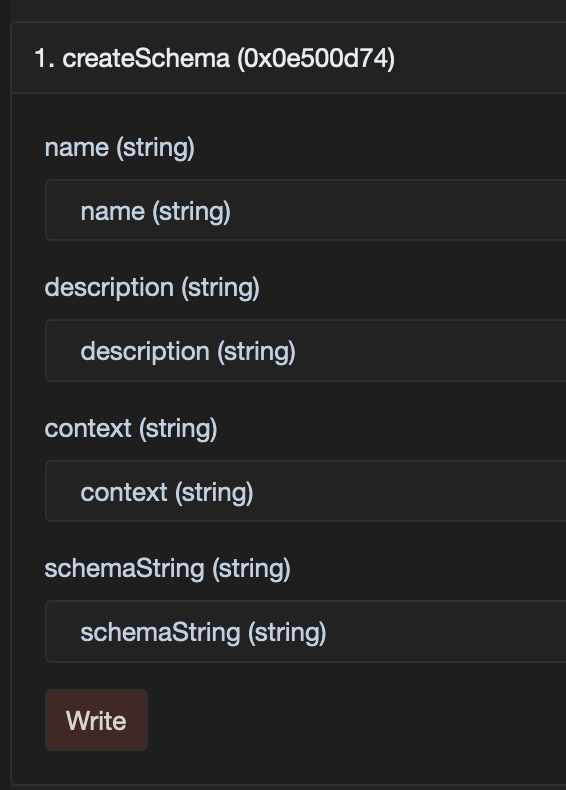 1. createSchema (0x0e500d74)
name (string)
name (string)
description (string)
description (string)
context (string)
context (string)
schemaString (string)
schemaString (string)
Write